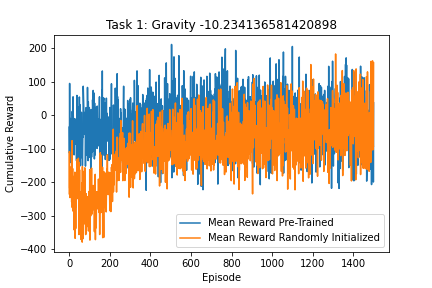 Task 1: Gravity -10.234136581420898
Cumulative Reward
200
100
0
−100
−200
−300
−400
Mean Reward Pre-Trained
Mean Reward Randomly Initialized
0 200 400 600 800 1000 1200 1400
Episode